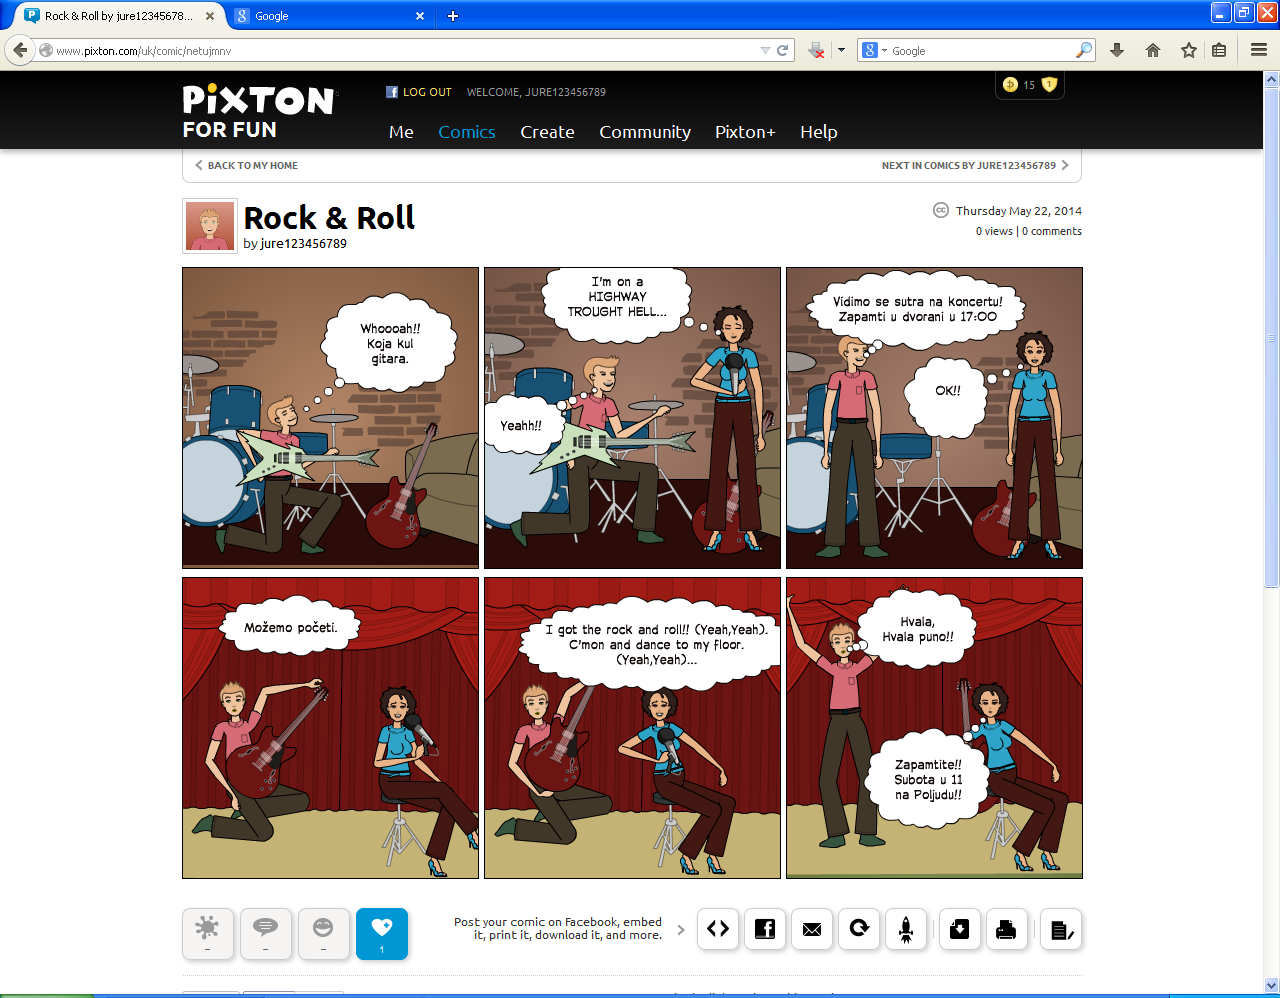 Rock & Roll by jure12345678...
Google
www.pixton.com/uk/comic/netujmnv
Google
PIXTON
FOR FUN
LOG OUT
WELCOME, JURE123456789
15
1
Me
Comics
Create
Community
Pixton+
Help
BACK TO MY HOME
NEXT IN COMICS BY JURE123456789
Rock & Roll
by jure123456789
cc
Thursday May 22, 2014
0 views | 0 comments
Whoooah!!
Koja kul
gitara.
I'm on a
HIGHWAY
TROUGHT HELL...
Yeahh!!
Vidimo se sutra na koncertu!
Zapamti u dvorani u 17:00
OK!!
Možemo početi.
I got the rock and roll!! (Yeah,Yeah).
C'mon and dance to my floor.
(Yeah,Yeah)...
Hvala,
Hvala puno!!
Zapamtite!!
Subota u 11
na Poljudu!!
–
–
–
1
Post your comic on Facebook, embed
it, print it, download it, and more.